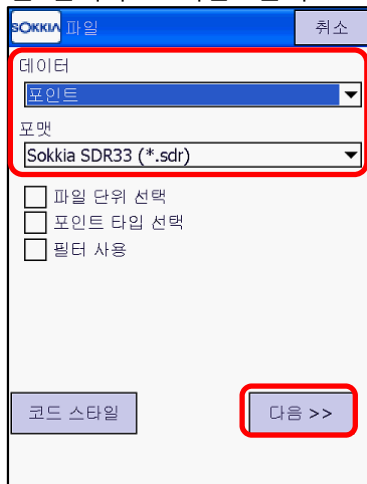 SOKKIA 파일 취소
데이터
포인트
포맷
Sokkia SDR33 (*.sdr)
파일 단위 선택
포인트 타입 선택
필터 사용
코드 스타일 다음 >>